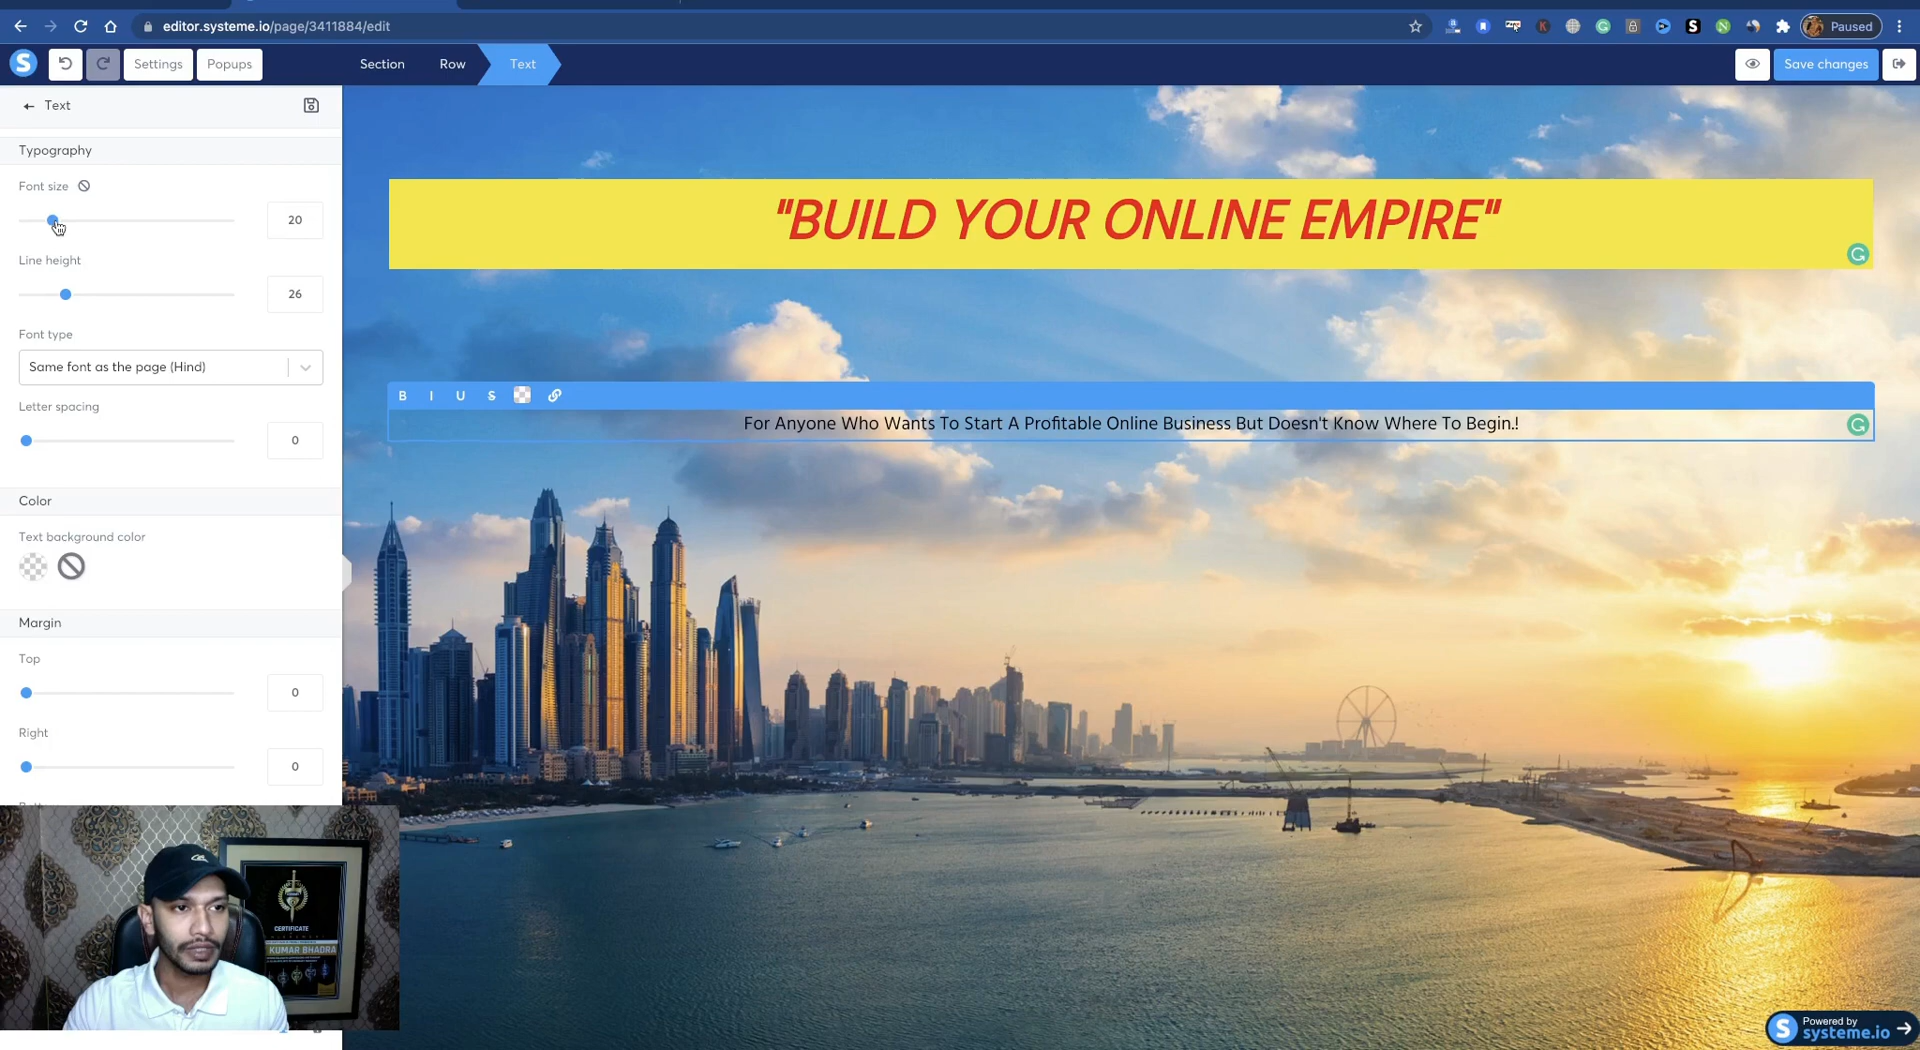 editor.systeme.io/page/3411884/edit
Paused
S
Settings
Popups
Section
Row
Text
Save changes
← Text
Typography
Font size
20
Line height
26
Font type
Same font as the page (Hind)
Letter spacing
0
Color
Text background color
Margin
Top
0
Right
0
"BUILD YOUR ONLINE EMPIRE"
B I U S
For Anyone Who Wants To Start A Profitable Online Business But Doesn't Know Where To Begin.!
CERTIFICATE
KUMAR BHADRA
Powered by
systeme.io